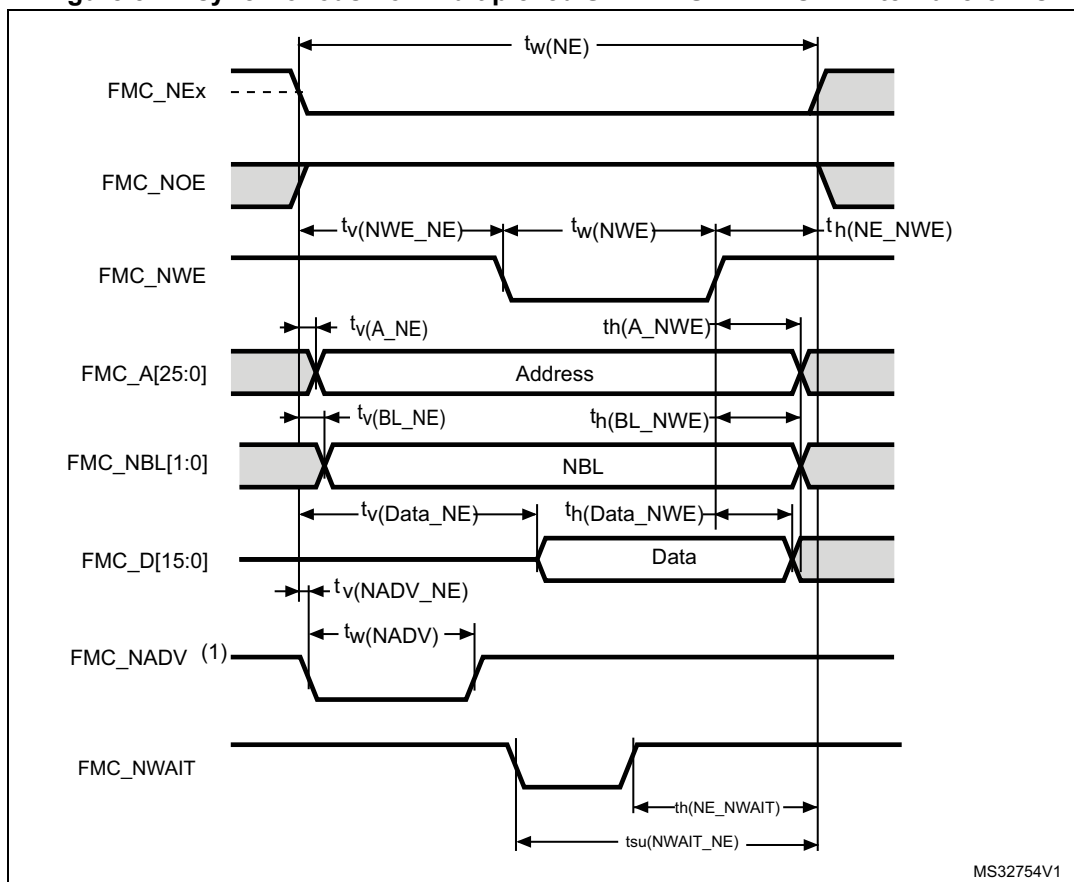 tw(NE)
FMC_NEx
FMC_NOE
tv(NWE_NE)
tw(NWE)
th(NE_NWE)
FMC_NWE
tv(A_NE)
th(A_NWE)
FMC_A[25:0]
Address
tv(BL_NE)
th(BL_NWE)
FMC_NBL[1:0]
NBL
tv(Data_NE)
th(Data_NWE)
FMC_D[15:0]
Data
tv(NADV_NE)
tw(NADV)
FMC_NADV (1)
FMC_NWAIT
th(NE_NWAIT)
tsu(NWAIT_NE)
MS32754V1